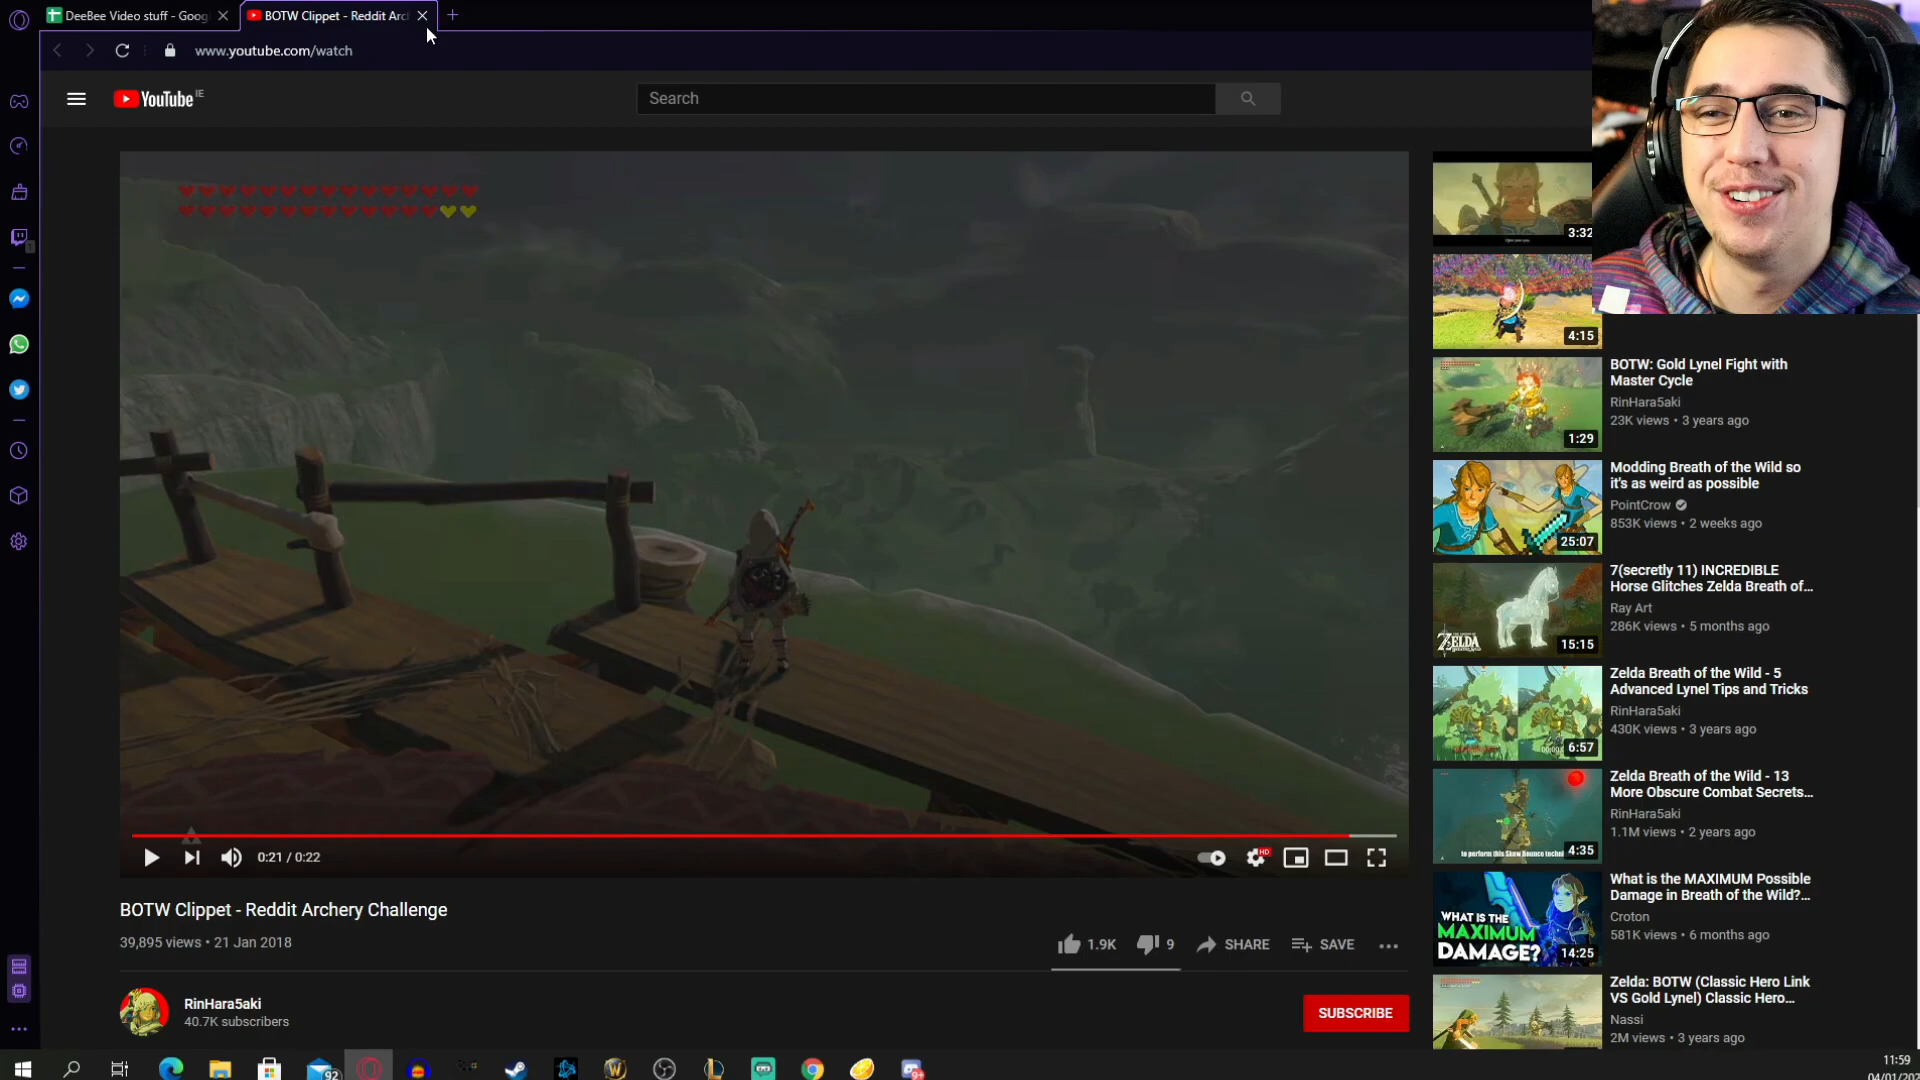 DeeBee Video stuff - Goog
BOTW Clippet - Reddit Arc
www.youtube.com/watch
YouTube IE
Search
3:32
4:15
BOTW: Gold Lynel Fight with
Master Cycle
RinHara5aki
23K views • 3 years ago
1:29
Modding Breath of the Wild so
it's as weird as possible
PointCrow
853K views • 2 weeks ago
25:07
7(secretly 11) INCREDIBLE
Horse Glitches Zelda Breath of...
Ray Art
286K views • 5 months ago
ZELDA
15:15
Zelda Breath of the Wild - 5
Advanced Lynel Tips and Tricks
RinHara5aki
430K views • 3 years ago
6:57
Zelda Breath of the Wild - 13
More Obscure Combat Secrets...
RinHara5aki
1.1M views • 2 years ago
4:35
What is the MAXIMUM Possible
Damage in Breath of the Wild?...
Croton
581K views • 6 months ago
WHAT IS THE
MAXIMUM
DAMAGE?
14:25
Zelda: BOTW (Classic Hero Link
VS Gold Lynel) Classic Hero...
Nassi
2M views • 3 years ago
0:21 / 0:22
HD
BOTW Clippet - Reddit Archery Challenge
39,895 views • 21 Jan 2018
1.9K
9
SHARE
SAVE
RinHara5aki
40.7K subscribers
SUBSCRIBE
92
9+
11:59